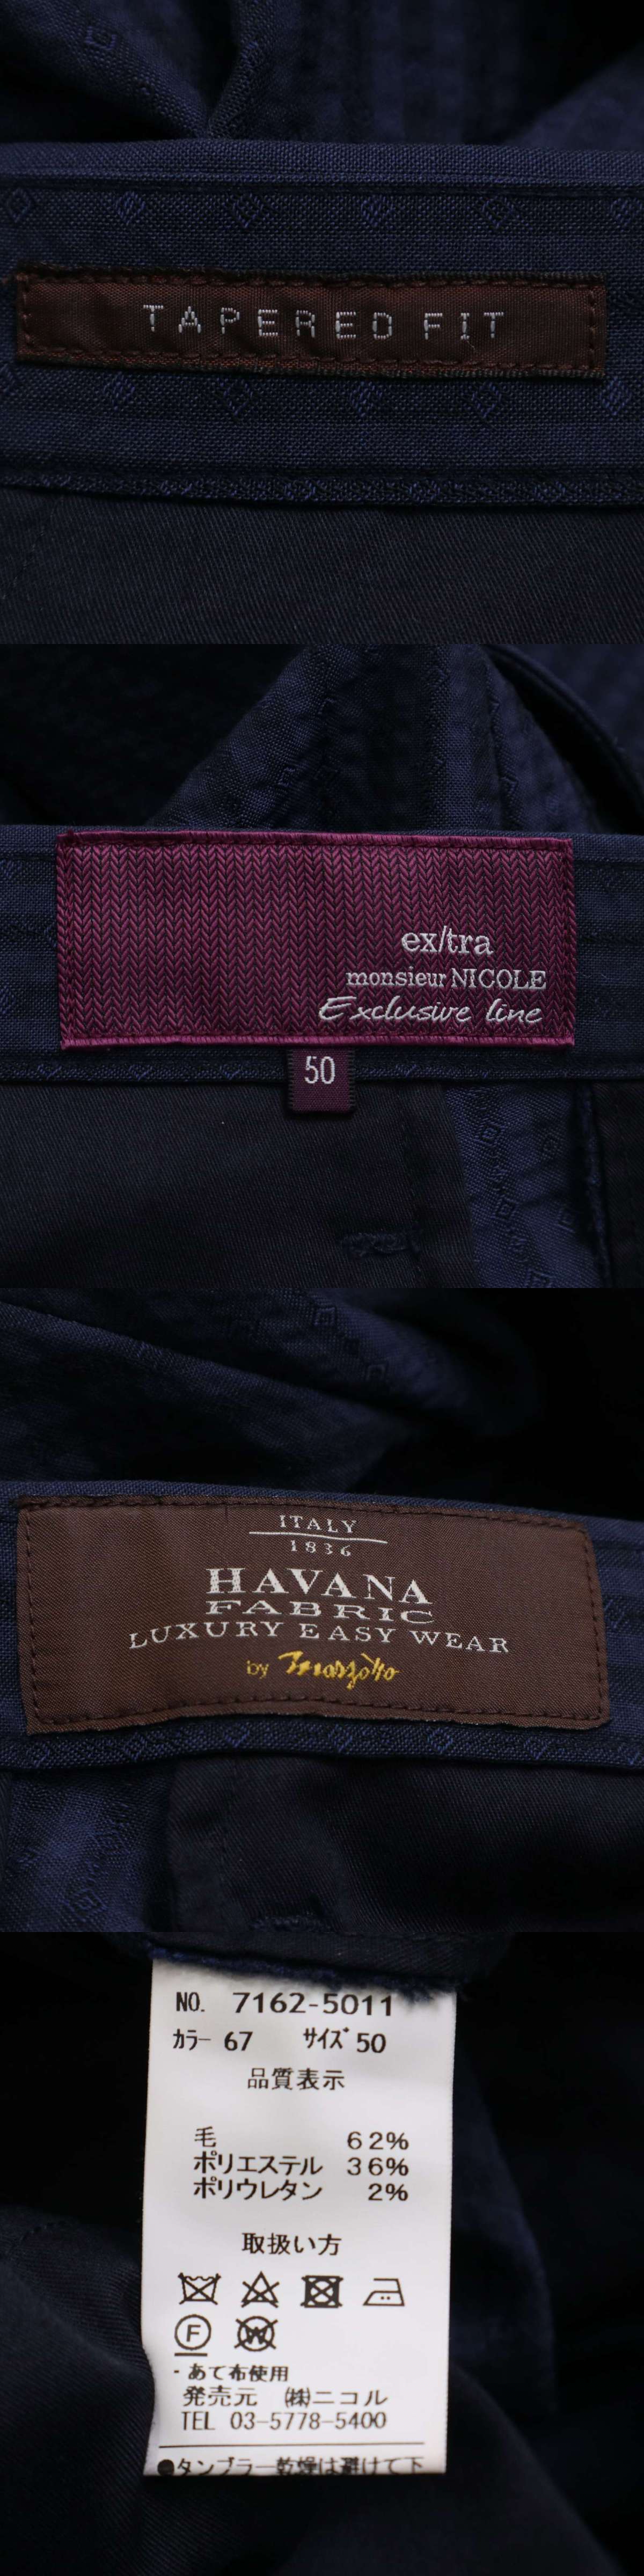 TAPERED FIT
ex/tra
monsieur NICOLE
Exclusive line
50
ITALY
1836
HAVANA
FABRIC
LUXURY EASY WEAR
by Marzotto
NO. 7162-5011
カラー 67 サイズ 50
品質表示
毛 62%
ポリエステル 36%
ポリウレタン 2%
取扱い方
F W
・あて布使用
発売元 ㈱ニコル
TEL 03-5778-5400
●タンブラー乾燥は避けて下